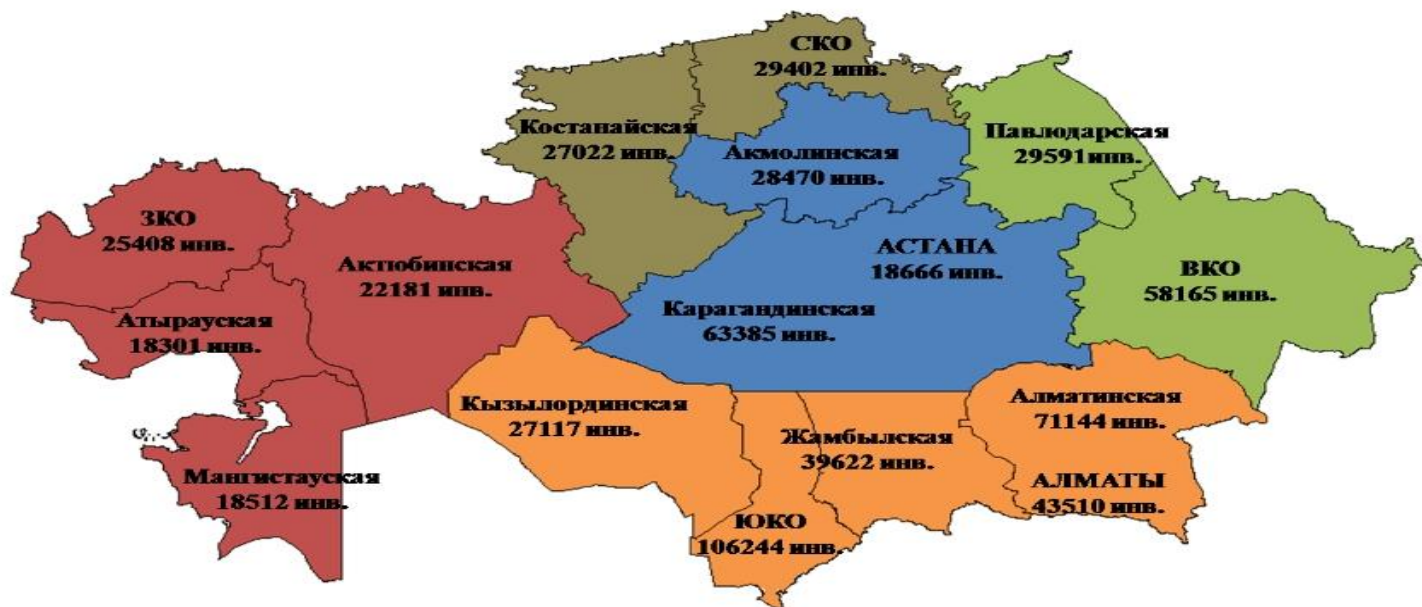 СКО
29402 инв.
Костанайская
27022 инв.
Акмолинская
28470 инв.
Павлодарская
29591инв.
ЗКО
25408 инв.
Актюбинская
22181 инв.
АСТАНА
18666 инв.
ВКО
58165 инв.
Атырауская
18301 инв.
Карагандинская
63385 инв.
Мангистауская
18512 инв.
Кызылординская
27117 инв.
Жамбылская
39622 инв.
Алматинская
71144 инв.
АЛМАТЫ
43510 инв.
ЮКО
106244 инв.